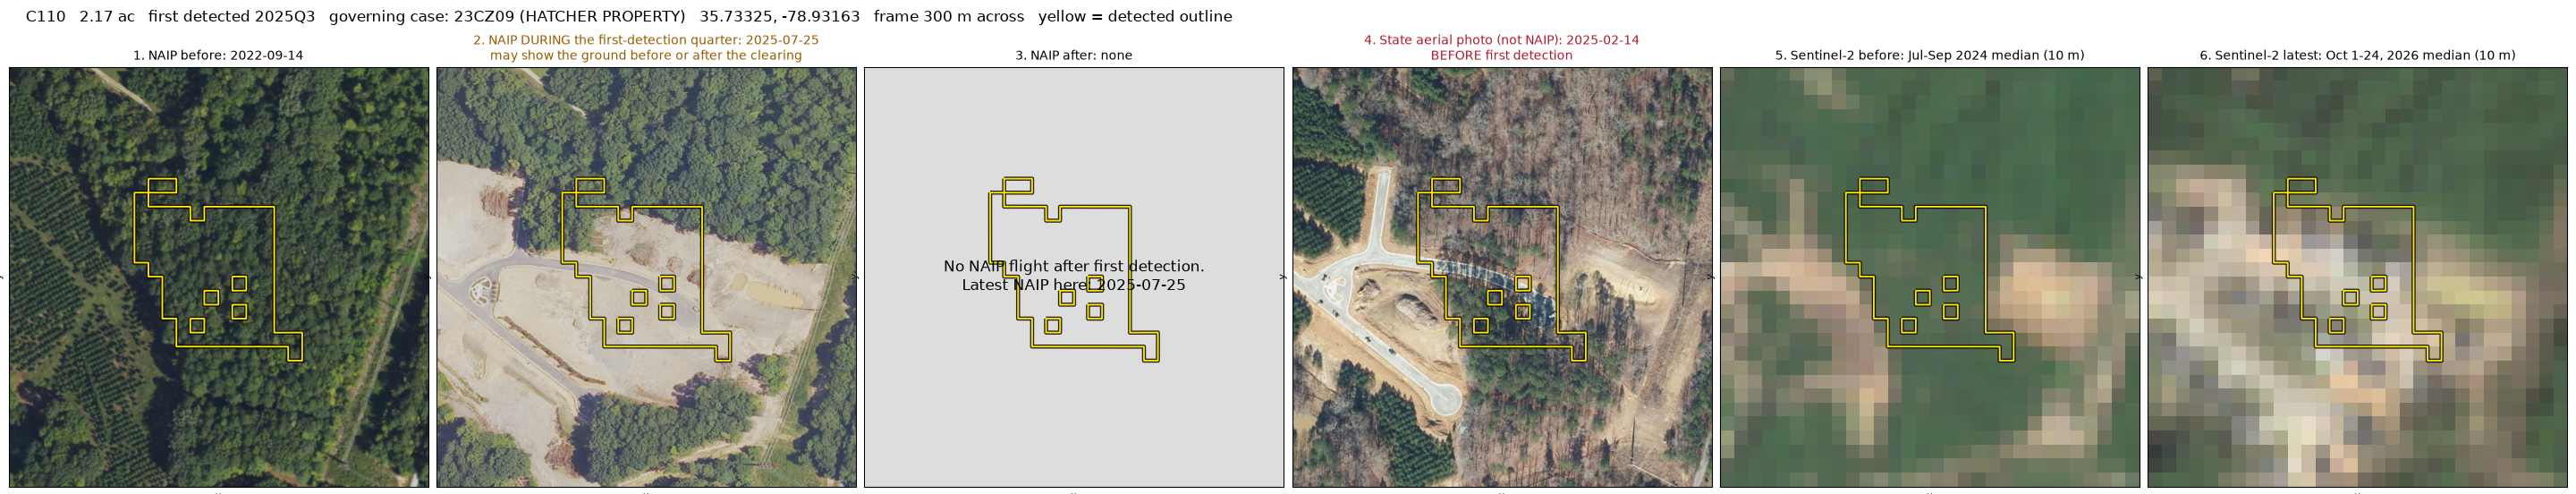 C110   2.17 ac   first detected 2025Q3   governing case: 23CZ09 (HATCHER PROPERTY)   35.73325, -78.93163   frame 300 m across   yellow = detected outline
1. NAIP before: 2022-09-14
2. NAIP DURING the first-detection quarter: 2025-07-25
may show the ground before or after the clearing
3. NAIP after: none
No NAIP flight after first detection.
Latest NAIP here: 2025-07-25
4. State aerial photo (not NAIP): 2025-02-14
BEFORE first detection
5. Sentinel-2 before: Jul-Sep 2024 median (10 m)
6. Sentinel-2 latest: Oct 1-24, 2026 median (10 m)